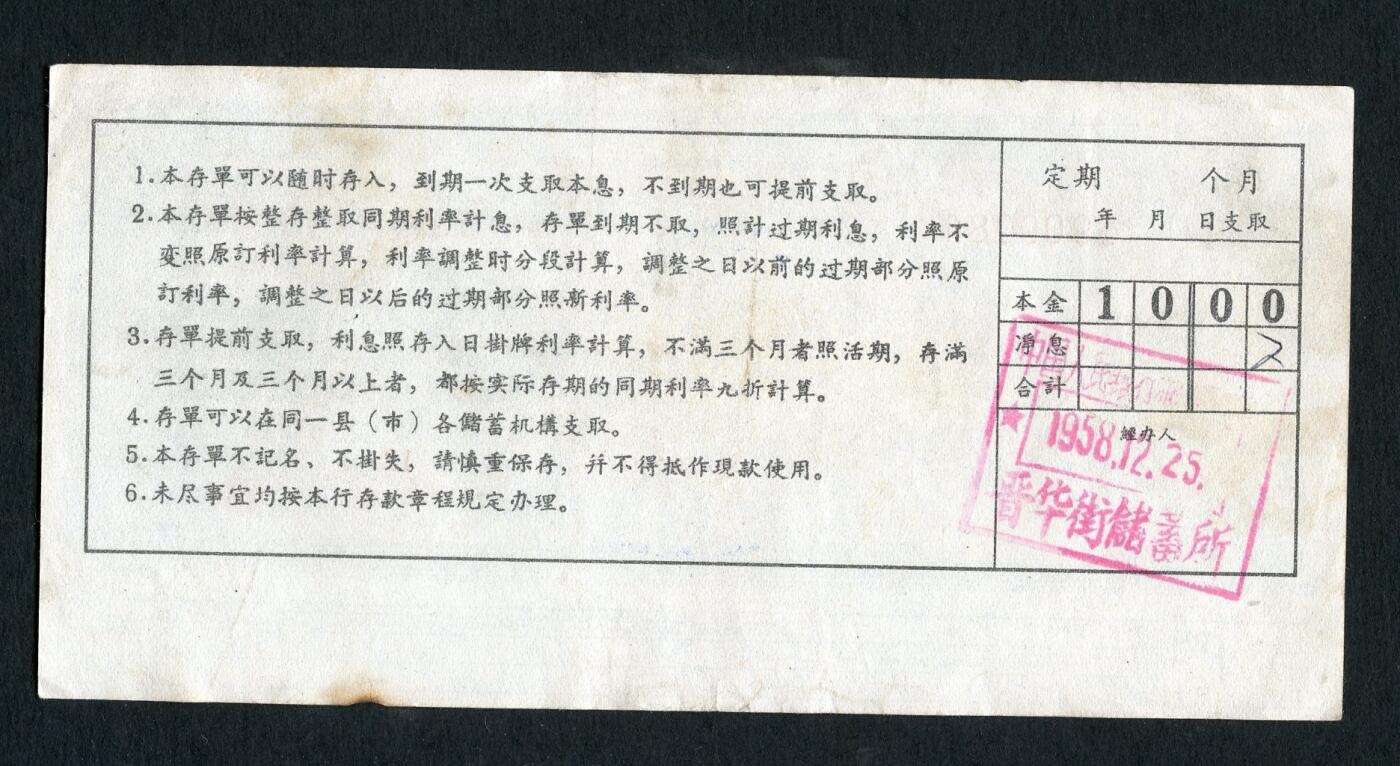 1.本存單可以随时存入，到期一次支取本息，不到期也可提前支取。
2.本存單按整存整取同期利率計息，存單到期不取，照計过期利息，利率不
变照原訂利率計算，利率調整时分段計算，調整之日以前的过期部分照原
訂利率，調整之日以后的过期部分照新利率。
3.存單提前支取，利息照存入日掛牌利率計算，不滿三个月者照活期，存滿
三个月及三个月以上者，都按实际存期的同期利率九折計算。
4.存單可以在同一县（市）各儲蓄机構支取。
5.本存單不記名、不掛失，請慎重保存，幷不得抵作現款使用。
6.未尽事宜均按本行存款章程規定办理。
定期 个月
年 月 日支取
本金 1 0 0 0
净息 2
合計
經办人
中國人民
1958.12.25.
晋华街儲蓄所